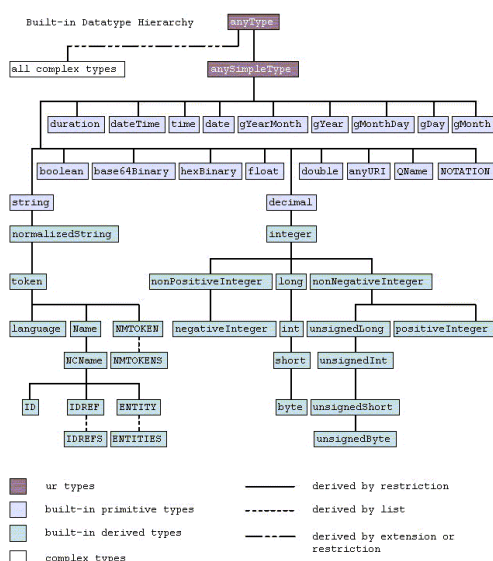 Built-in Datatype Hierarchy
anyType
all complex types
anySimpleType
duration dateTime time date gYearMonth gYear gMonthDay gDay gMonth
boolean base64Binary hexBinary float double anyURI QName NOTATION
string decimal
normalizedString integer
token nonPositiveInteger long nonNegativeInteger
language Name NMTOKEN negativeInteger int unsignedLong positiveInteger
NCName NMTOKENS short unsignedInt
ID IDREF ENTITY byte unsignedShort
IDREFS ENTITIES unsignedByte
ur types
built-in primitive types
built-in derived types
complex types
derived by restriction
derived by list
derived by extension or
restriction